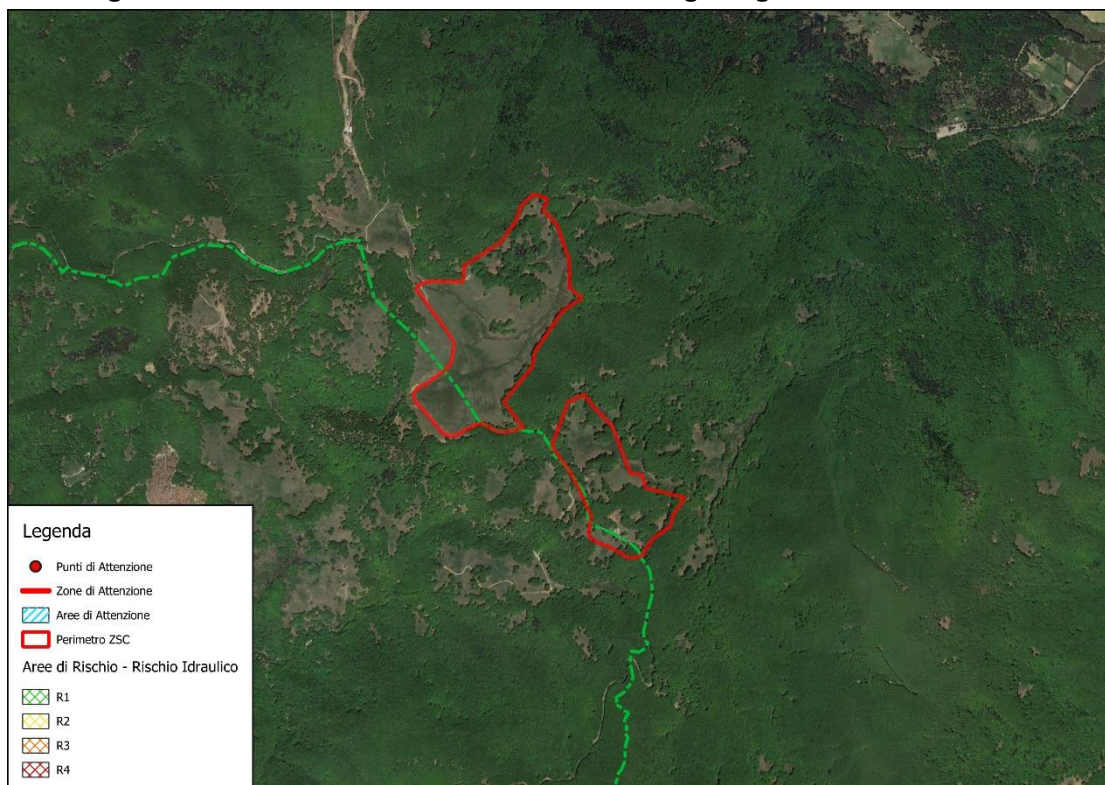 Legenda
Punti di Attenzione
Zone di Attenzione
Aree di Attenzione
Perimetro ZSC
Aree di Rischio - Rischio Idraulico
R1
R2
R3
R4